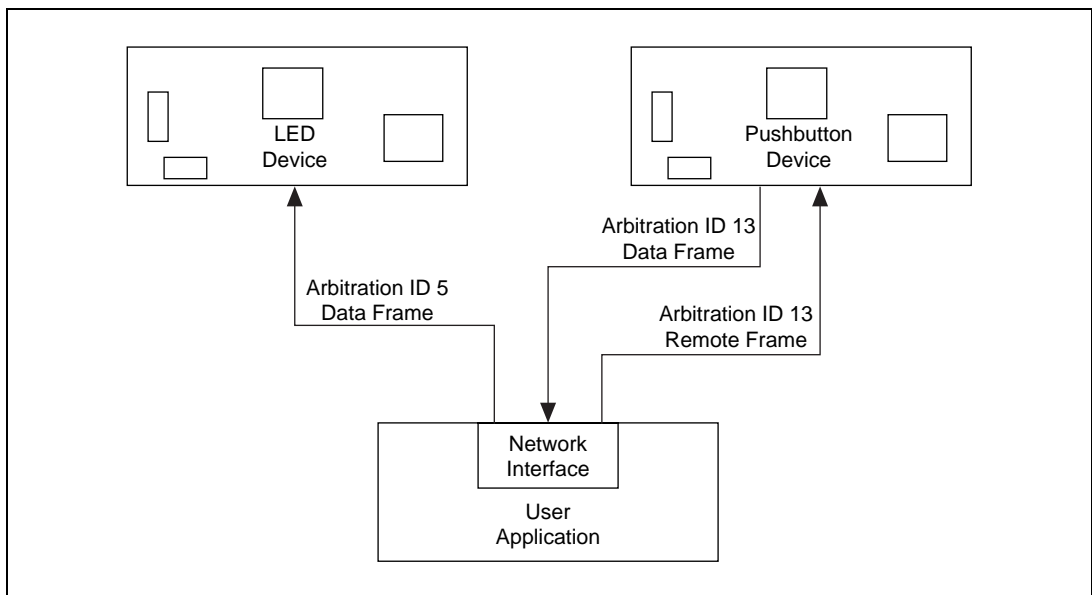 LED
Device
Pushbutton
Device
Arbitration ID 13
Data Frame
Arbitration ID 5
Data Frame
Arbitration ID 13
Remote Frame
Network
Interface
User
Application